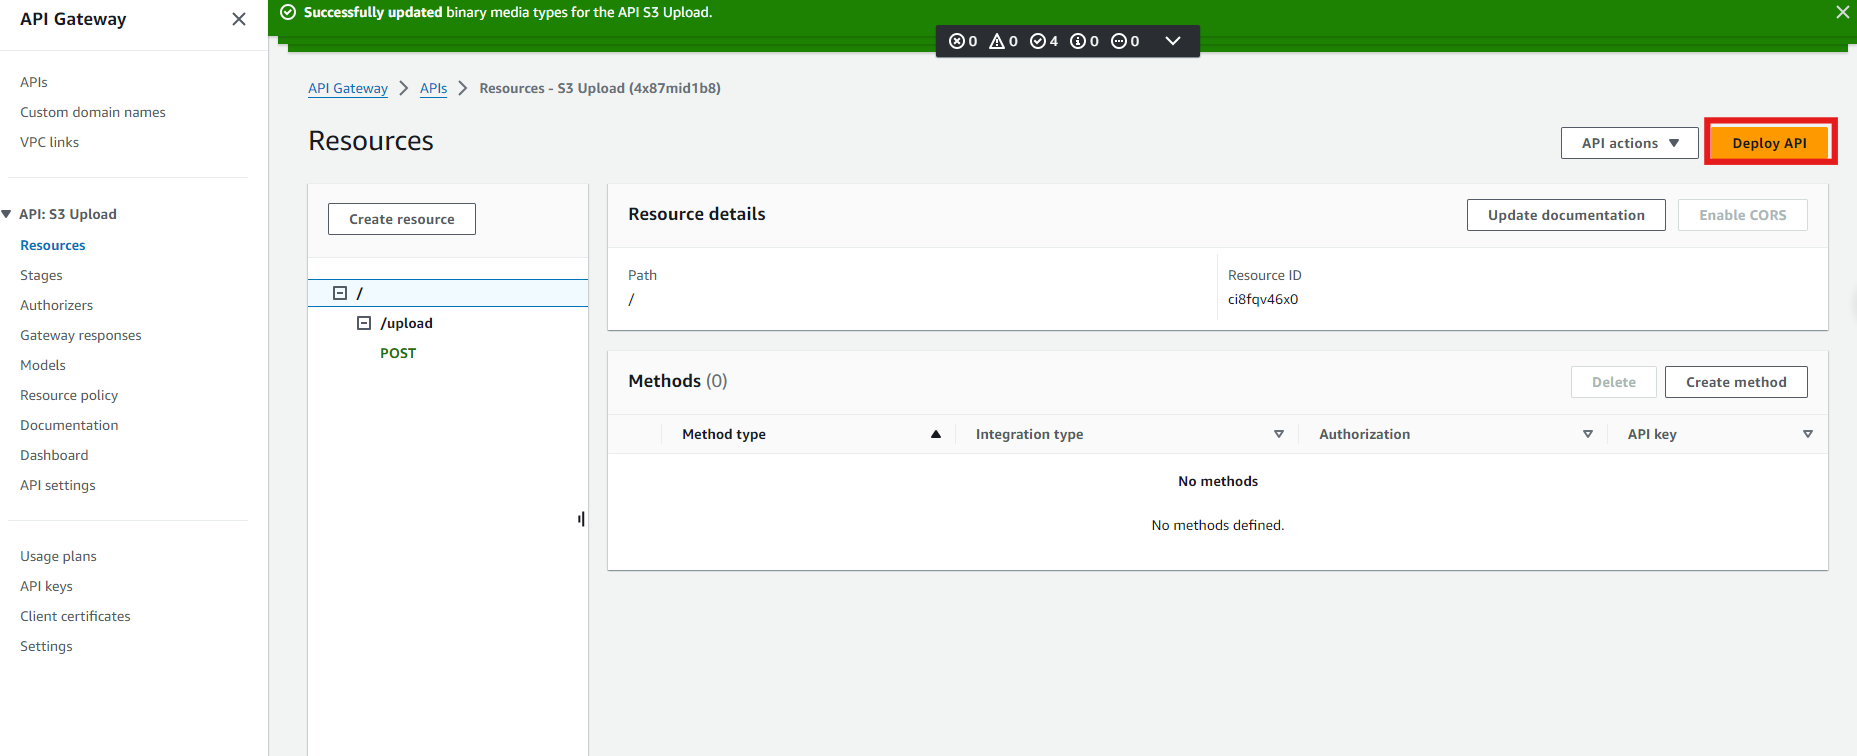 API Gateway
Successfully updated binary media types for the API S3 Upload.
0 0 4 0 0
APIs
Custom domain names
VPC links
API: S3 Upload
Resources
Stages
Authorizers
Gateway responses
Models
Resource policy
Documentation
Dashboard
API settings
Usage plans
API keys
Client certificates
Settings
API Gateway APIs Resources - S3 Upload (4x87mid1b8)
Resources
API actions
Deploy API
Create resource
/
/upload
POST
Resource details
Update documentation
Enable CORS
Path
/
Resource ID
ci8fqv46x0
Methods (0)
Delete
Create method
Method type Integration type Authorization API key
No methods
No methods defined.